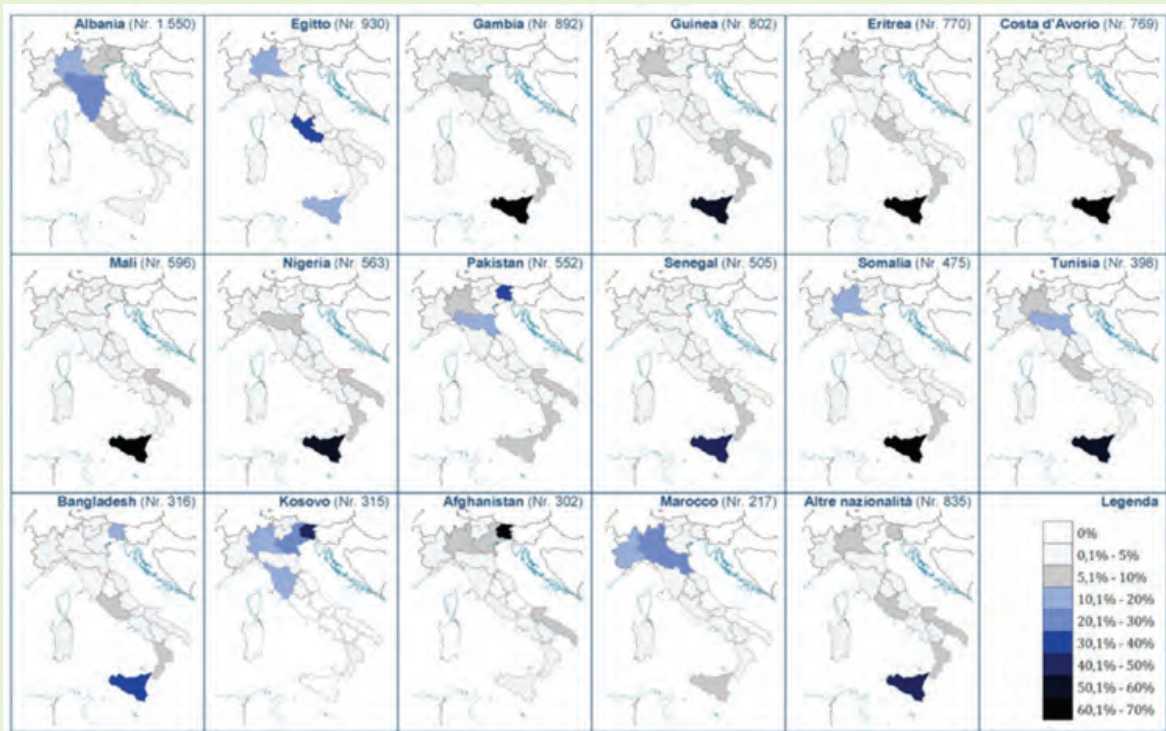 Albania (Nr. 1.550)
Egitto (Nr. 930)
Gambia (Nr. 892)
Guinea (Nr. 802)
Eritrea (Nr. 770)
Costa d'Avorio (Nr. 769)
Mali (Nr. 596)
Nigeria (Nr. 563)
Pakistan (Nr. 552)
Senegal (Nr. 505)
Somalia (Nr. 475)
Tunisia (Nr. 398)
Bangladesh (Nr. 316)
Kosovo (Nr. 315)
Afghanistan (Nr. 302)
Marocco (Nr. 217)
Altre nazionalità (Nr. 835)
Legenda
0%
0,1% - 5%
5,1% - 10%
10,1% - 20%
20,1% - 30%
30,1% - 40%
40,1% - 50%
50,1% - 60%
60,1% - 70%